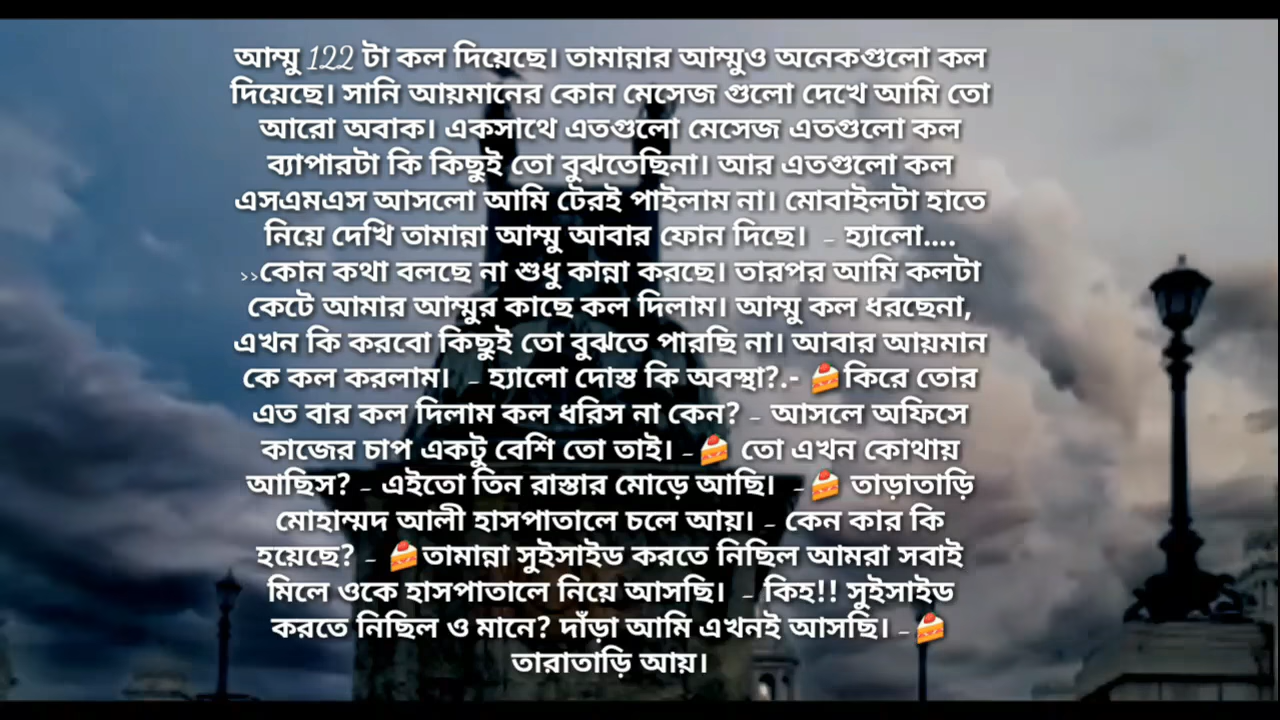 আম্মু 122 টা কল দিয়েছে। তামান্নার আম্মুও অনেকগুলো কল
দিয়েছে। সানি আয়মানের কোন মেসেজ গুলো দেখে আমি তো
আরো অবাক। একসাথে এতগুলো মেসেজ এতগুলো কল
ব্যাপারটা কি কিছুই তো বুঝতেছিনা। আর এতগুলো কল
এসএমএস আসলো আমি টেরই পাইলাম না। মোবাইলটা হাতে
নিয়ে দেখি তামান্না আম্মু আবার ফোন দিছে। – হ্যালো....
>>কোন কথা বলছে না শুধু কান্না করছে। তারপর আমি কলটা
কেটে আমার আম্মুর কাছে কল দিলাম। আম্মু কল ধরছেনা,
এখন কি করবো কিছুই তো বুঝতে পারছি না। আবার আয়মান
কে কল করলাম। – হ্যালো দোস্ত কি অবস্থা?.- 🍰কিরে তোর
এত বার কল দিলাম কল ধরিস না কেন? – আসলে অফিসে
কাজের চাপ একটু বেশি তো তাই। –🍰 তো এখন কোথায়
আছিস? – এইতো তিন রাস্তার মোড়ে আছি। –🍰 তাড়াতাড়ি
মোহাম্মদ আলী হাসপাতালে চলে আয়। – কেন কার কি
হয়েছে? – 🍰তামান্না সুইসাইড করতে নিছিল আমরা সবাই
মিলে ওকে হাসপাতালে নিয়ে আসছি। – কিহ!! সুইসাইড
করতে নিছিল ও মানে? দাঁড়া আমি এখনই আসছি। –🍰
তারাতাড়ি আয়।